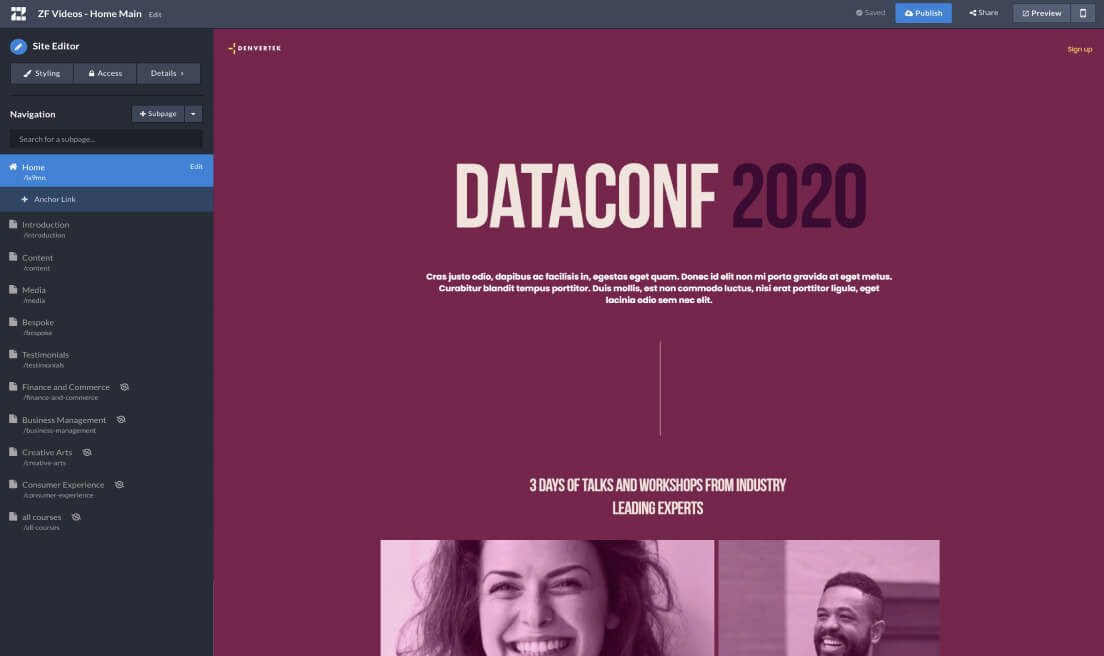 ZF Videos - Home Main Edit
Saved
Publish
Share
Preview
Site Editor
Styling
Access
Details
Navigation
+ Subpage
Search for a subpage...
Home Edit
/lx9mn
+ Anchor Link
Introduction
/introduction
Content
/content
Media
/media
Bespoke
/bespoke
Testimonials
/testimonials
Finance and Commerce
/finance-and-commerce
Business Management
/business-management
Creative Arts
/creative-arts
Consumer Experience
/consumer-experience
all courses
/all-courses
DENVERTEK
Sign up
DATACONF 2020
Cras justo odio, dapibus ac facilisis in, egestas eget quam. Donec id elit non mi porta gravida at eget metus.
Curabitur blandit tempus porttitor. Duis mollis, est non commodo luctus, nisi erat porttitor ligula, eget
lacinia odio sem nec elit.
3 DAYS OF TALKS AND WORKSHOPS FROM INDUSTRY
LEADING EXPERTS